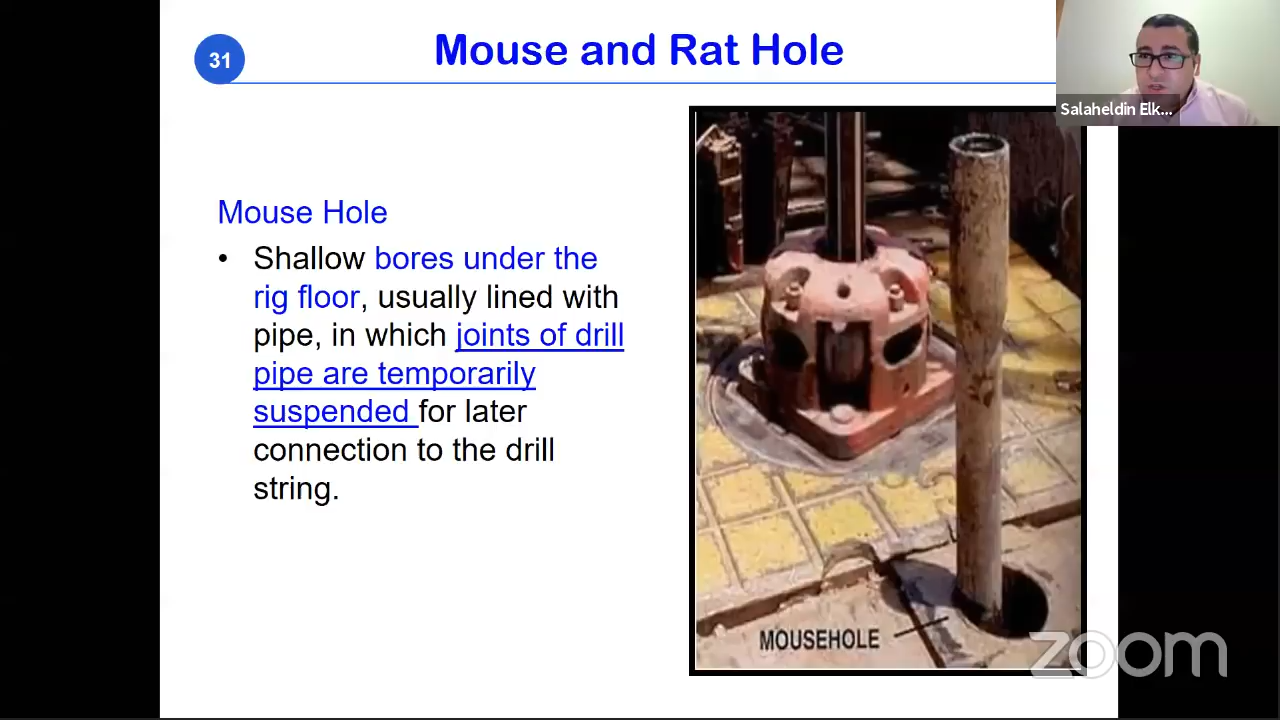 31
Mouse and Rat Hole
Salaheldin Elk...
Mouse Hole
• Shallow bores under the
rig floor, usually lined with
pipe, in which joints of drill
pipe are temporarily
suspended for later
connection to the drill
string.
MOUSEHOLE
zoom